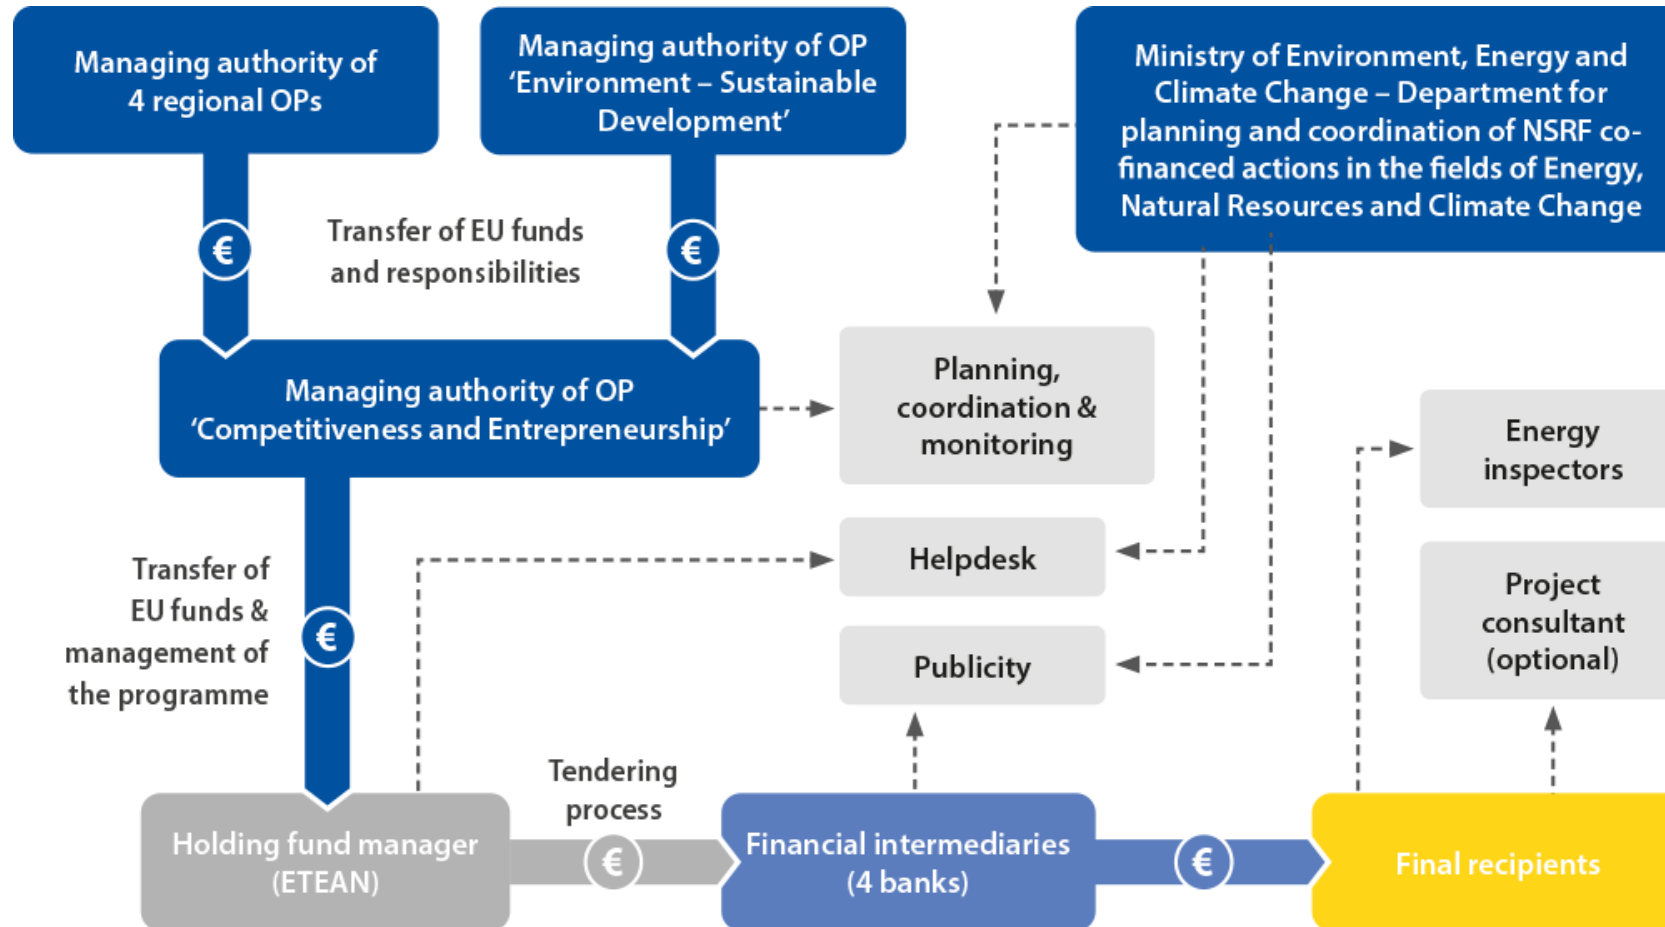 Managing authority of
4 regional OPs
Managing authority of OP
‘Environment – Sustainable
Development’
Ministry of Environment, Energy and
Climate Change – Department for
planning and coordination of NSRF co-
financed actions in the fields of Energy,
Natural Resources and Climate Change
€
Transfer of EU funds
and responsibilities
€
Managing authority of OP
‘Competitiveness and Entrepreneurship’
Planning,
coordination &
monitoring
Energy
inspectors
Helpdesk
Project
consultant
(optional)
Transfer of
EU funds &
management of
the programme
€
Publicity
Tendering
process
Holding fund manager
(ETEAN)
€
Financial intermediaries
(4 banks)
€
Final recipients